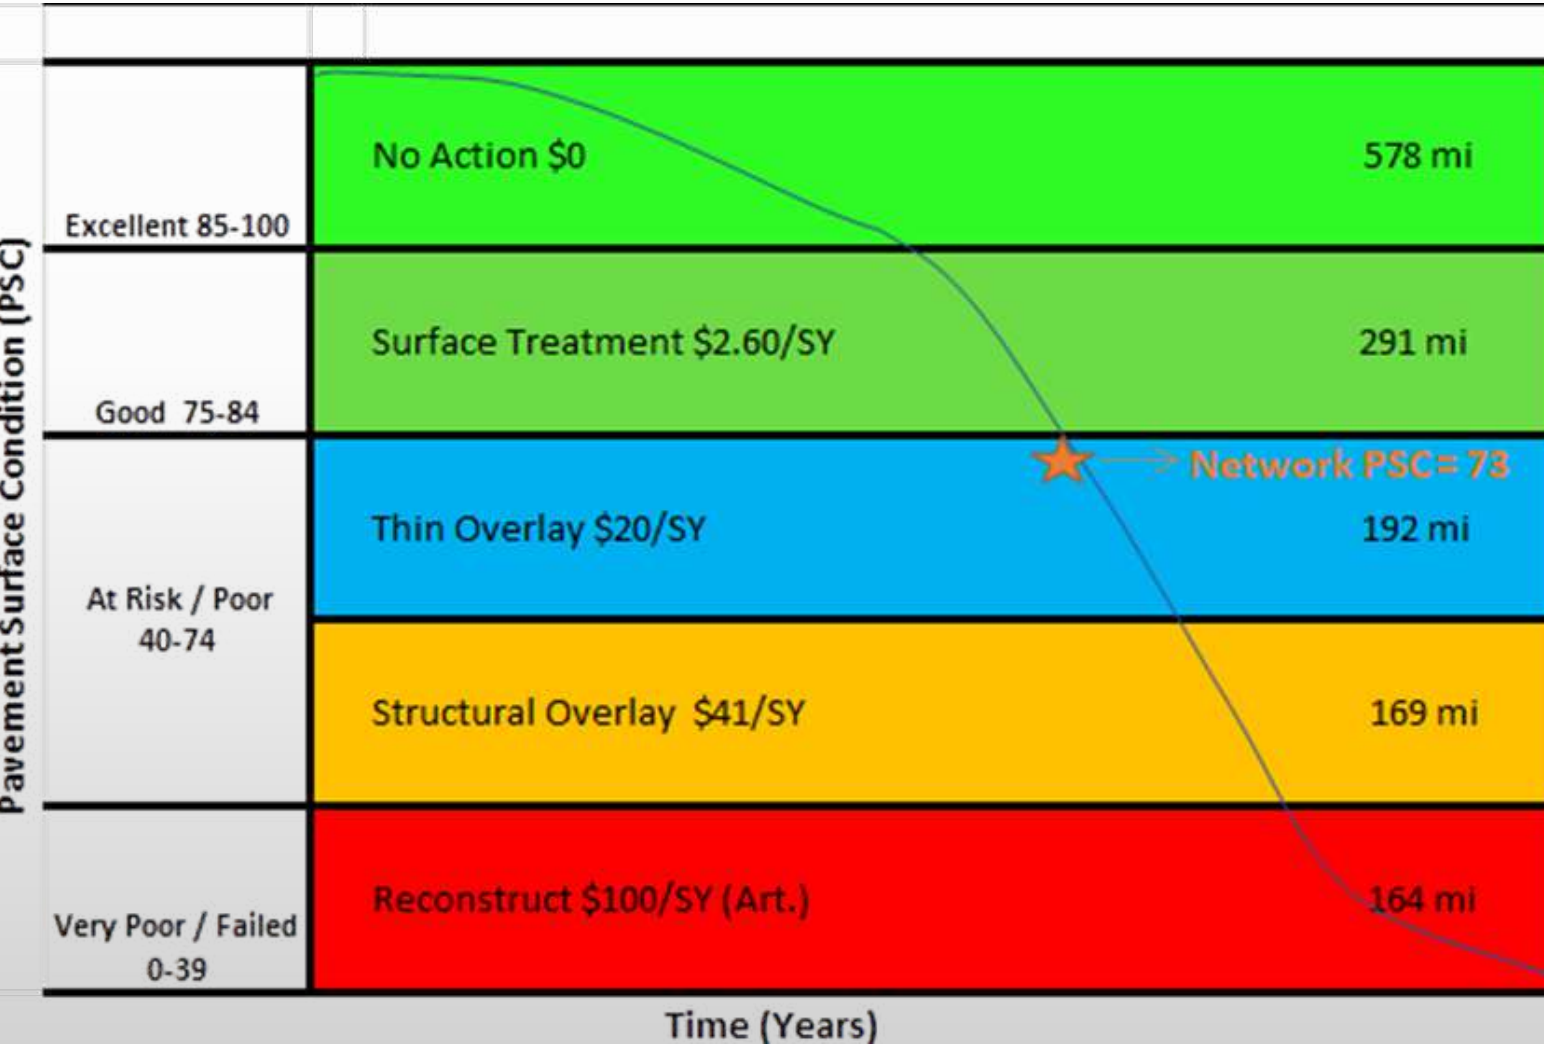 Pavement Surface Condition (PSC)
Excellent 85-100
No Action $0
578 mi
Good 75-84
Surface Treatment $2.60/SY
291 mi
Network PSC= 73
At Risk / Poor
40-74
Thin Overlay $20/SY
192 mi
Structural Overlay $41/SY
169 mi
Very Poor / Failed
0-39
Reconstruct $100/SY (Art.)
164 mi
Time (Years)